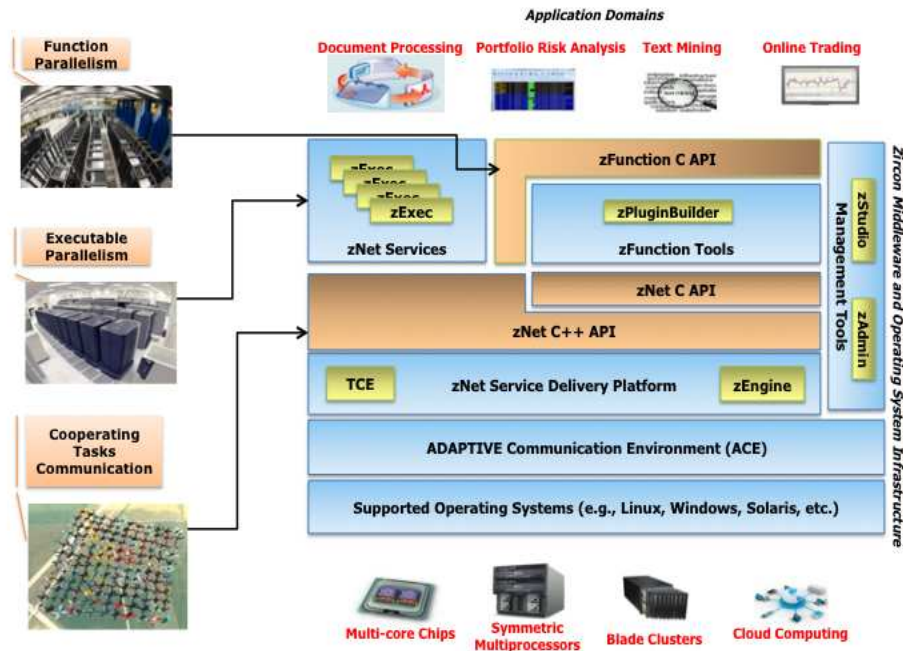 Application Domains
Function
Parallelism
Document Processing
Portfolio Risk Analysis
Text Mining
Online Trading
zExec
zExec
zExec
zExec
zNet Services
zFunction C API
zPluginBuilder
zFunction Tools
zStudio
Management Tools
zAdmin
Zircon Middleware and Operating System Infrastructure
Executable
Parallelism
zNet C API
zNet C++ API
TCE
zNet Service Delivery Platform
zEngine
Cooperating
Tasks
Communication
ADAPTIVE Communication Environment (ACE)
Supported Operating Systems (e.g., Linux, Windows, Solaris, etc.)
Multi-core Chips
Symmetric
Multiprocessors
Blade Clusters
Cloud Computing